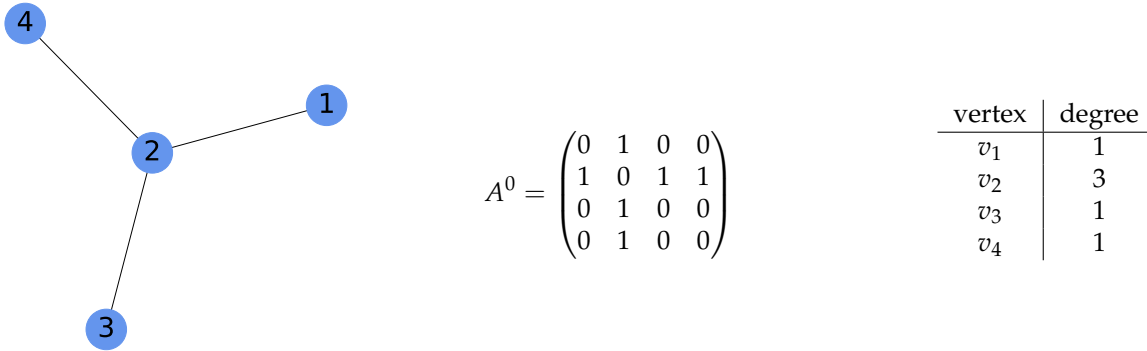 4
1
2
3
A^0 =
0 1 0 0
1 0 1 1
0 1 0 0
0 1 0 0
vertex degree
v_1 1
v_2 3
v_3 1
v_4 1